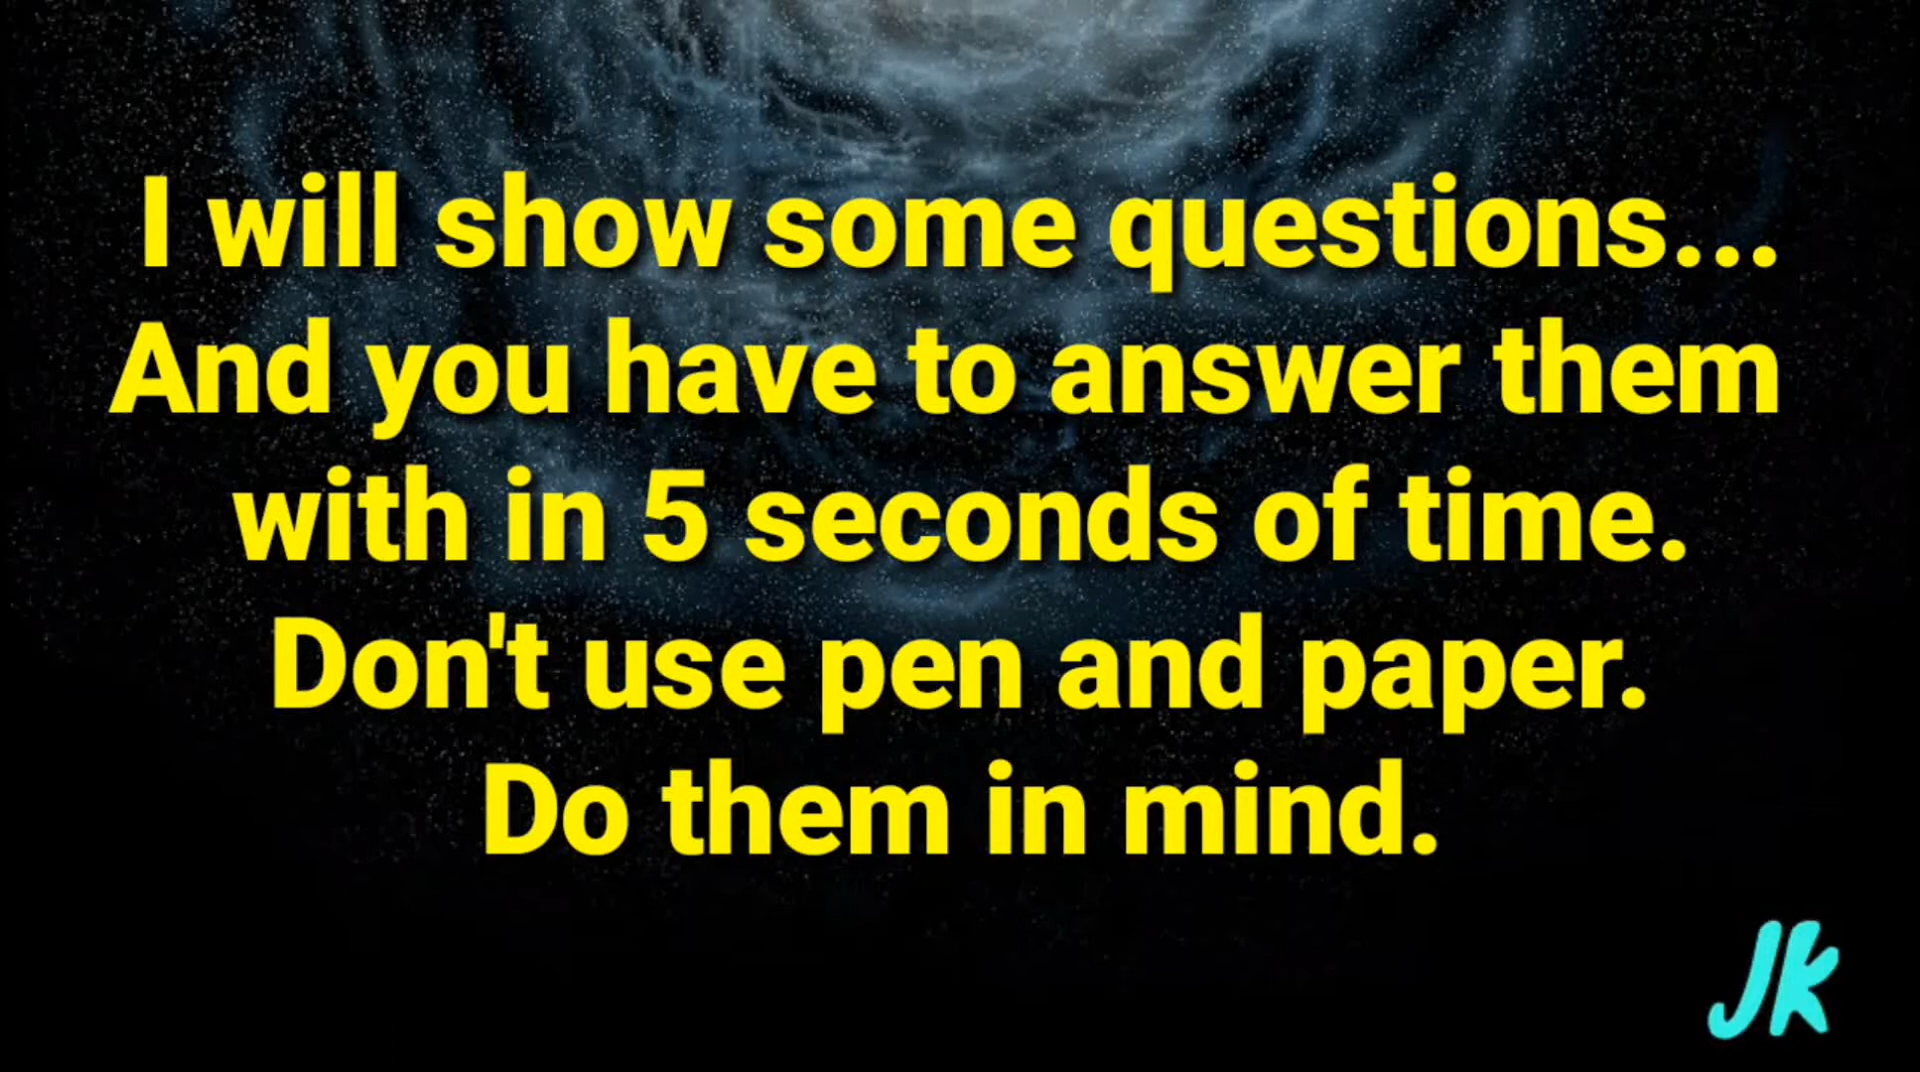 I will show some questions...
And you have to answer them
with in 5 seconds of time.
Don't use pen and paper.
Do them in mind.
JK